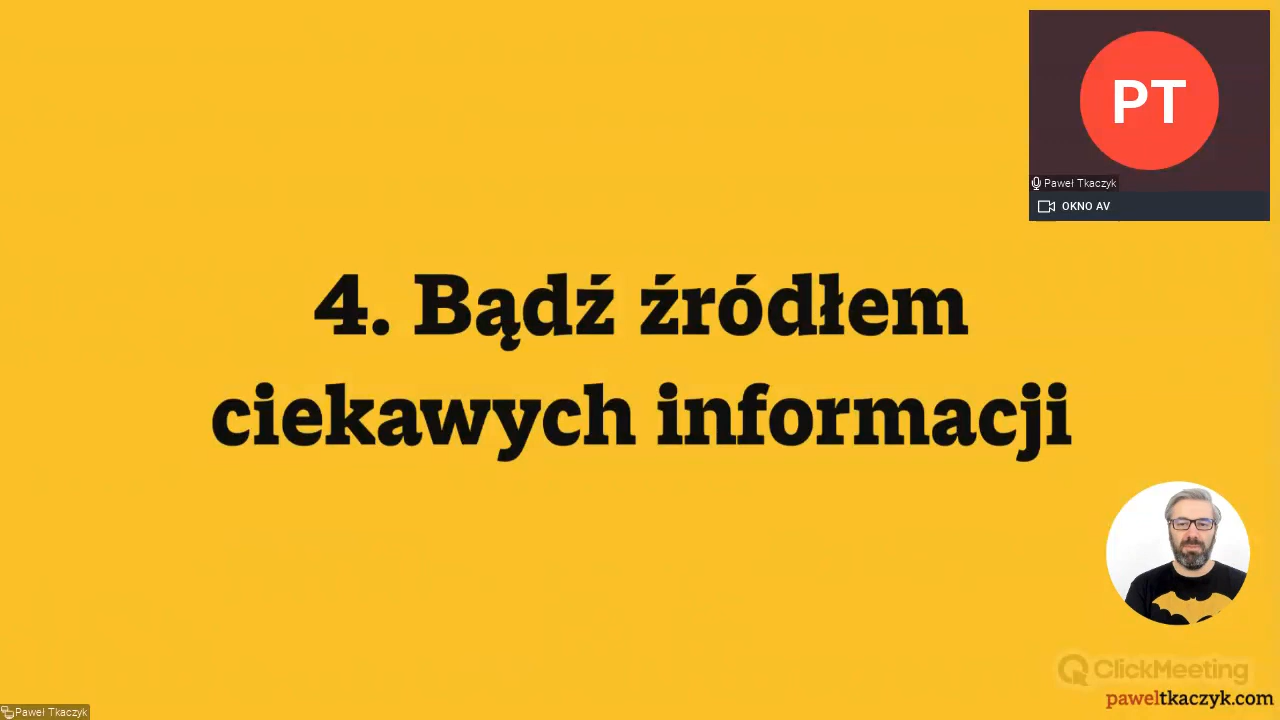 PT
Paweł Tkaczyk
OKNO AV
4. Bądź źródłem
ciekawych informacji
ClickMeeting
paweltkaczyk.com
Paweł Tkaczyk